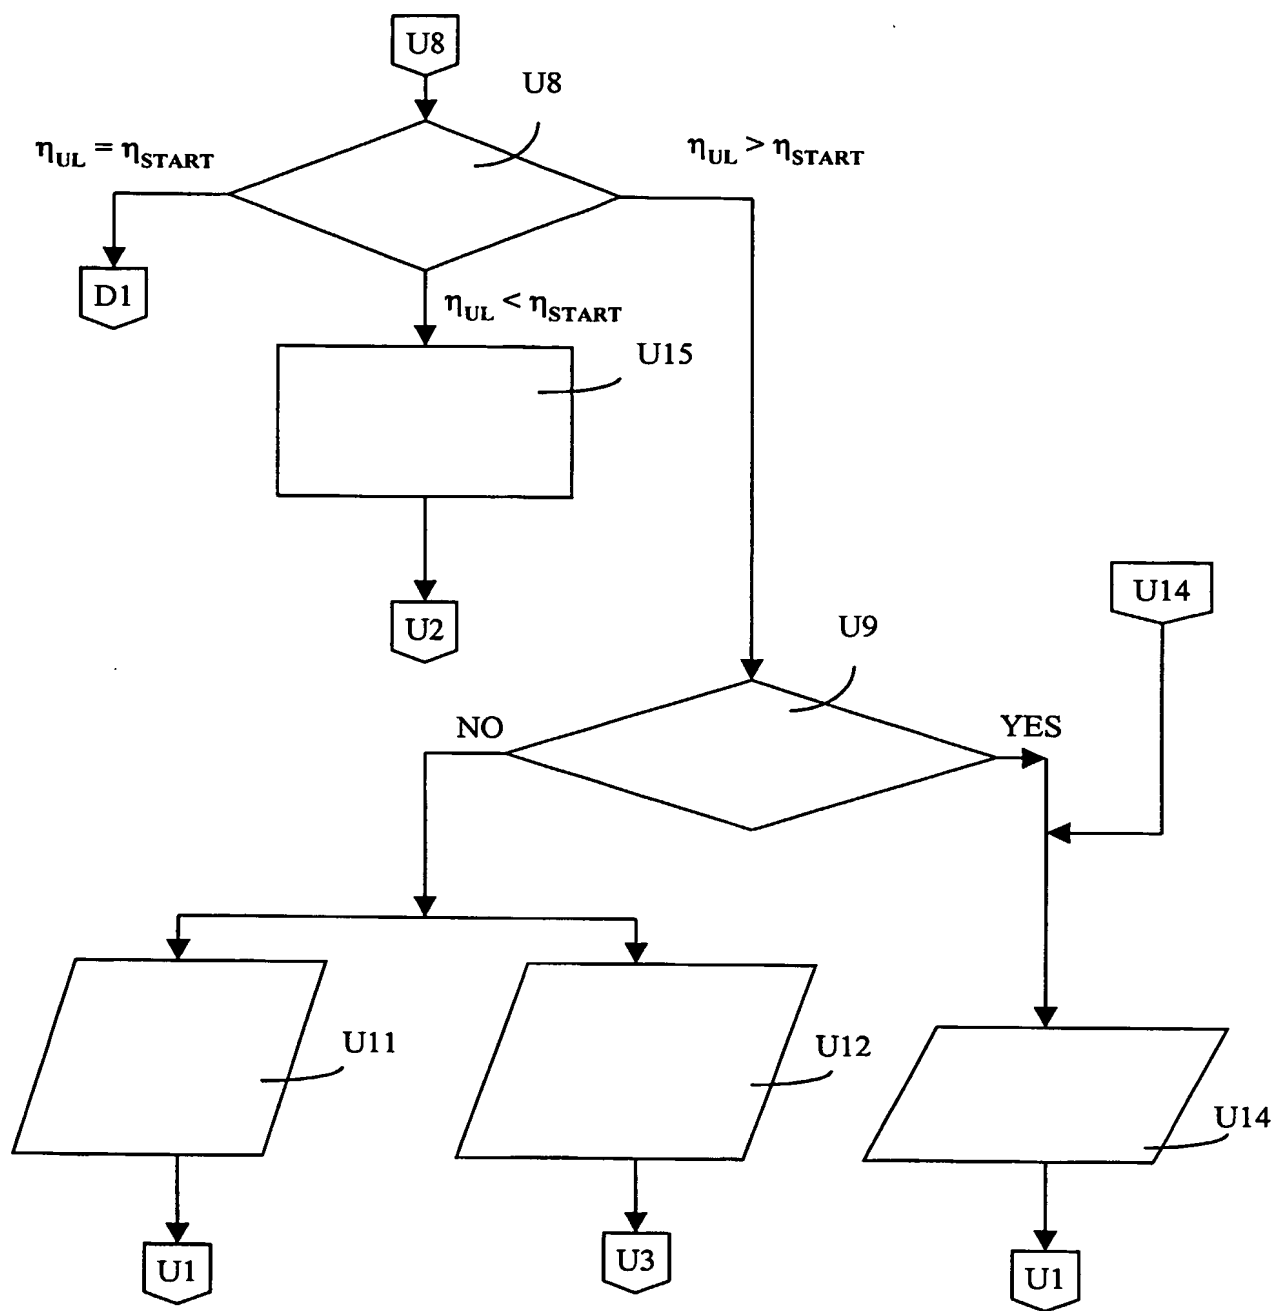 U8
U8
η_UL = η_START
η_UL > η_START
D1
η_UL < η_START
U15
U14
U2
U9
NO
YES
U11
U12
U14
U1
U3
U1